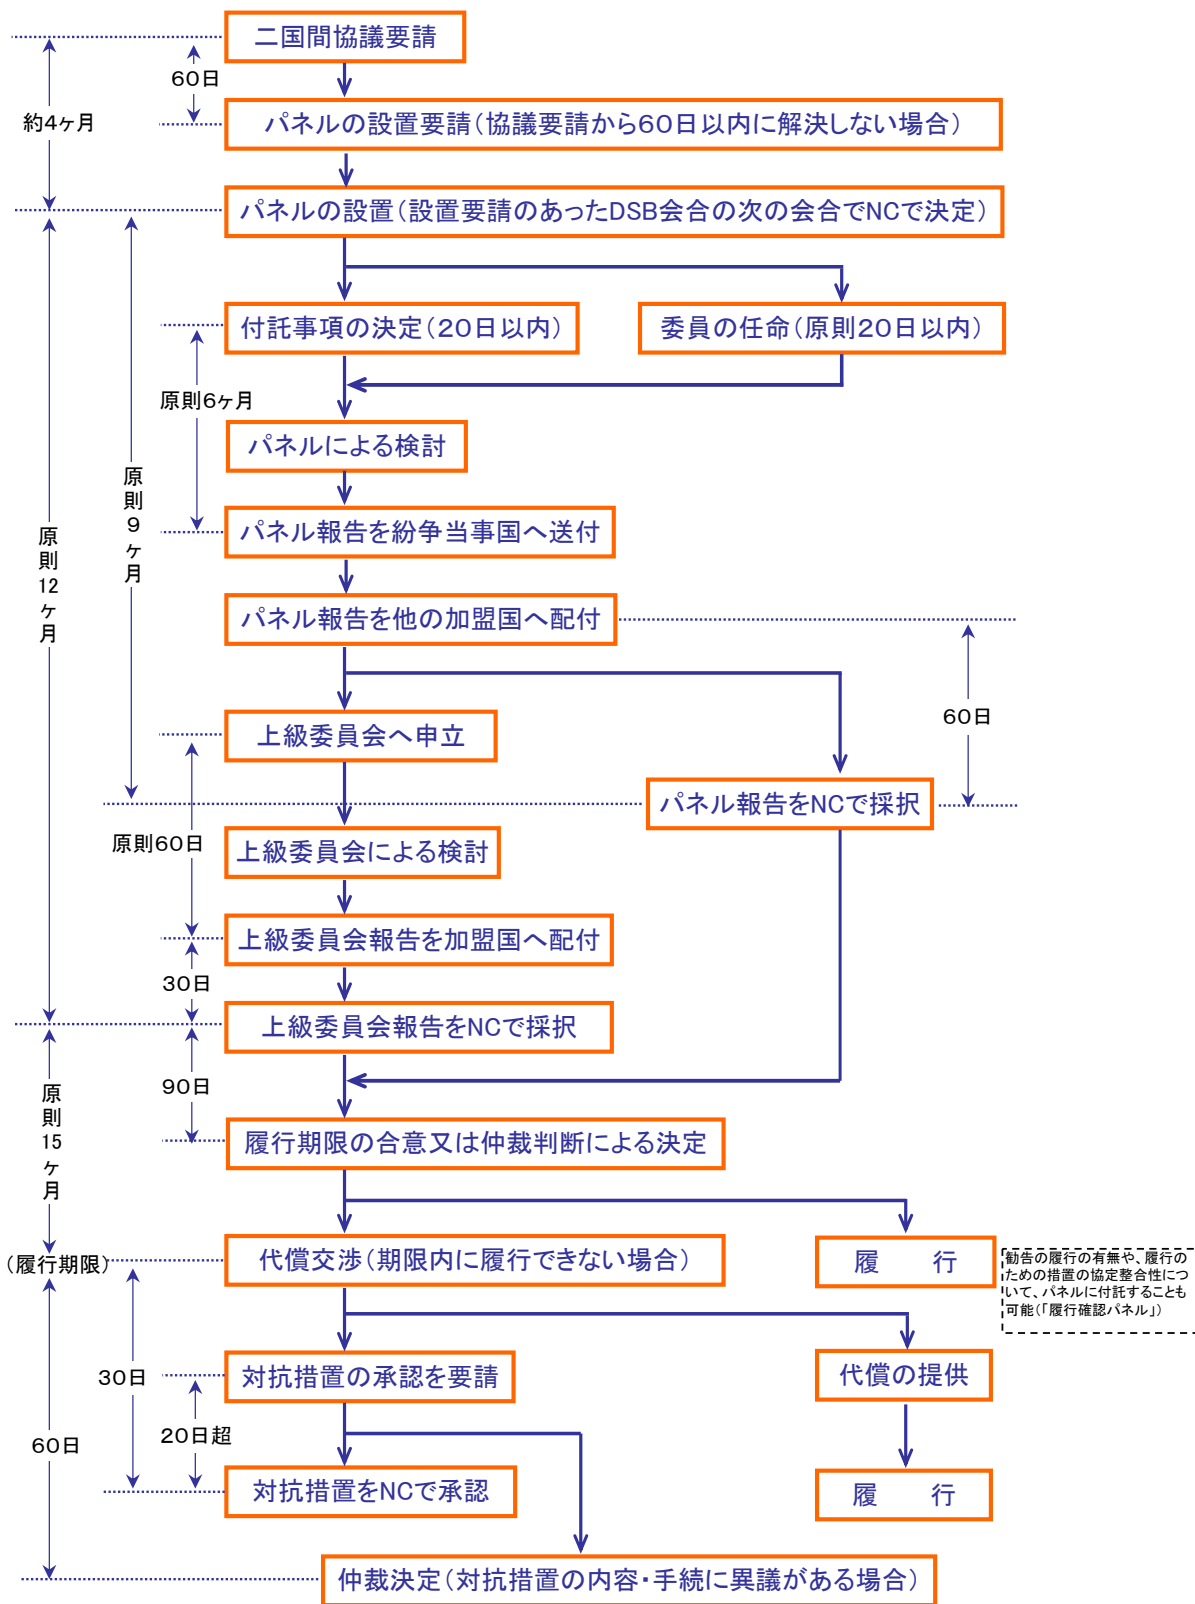 二国間協議要請
60日
約4ヶ月
パネルの設置要請(協議要請から60日以内に解決しない場合)
パネルの設置(設置要請のあったDSB会合の次の会合でNCで決定)
付託事項の決定(20日以内)
委員の任命(原則20日以内)
原則6ヶ月
パネルによる検討
原則9ヶ月
パネル報告を紛争当事国へ送付
原則12ヶ月
パネル報告を他の加盟国へ配付
60日
上級委員会へ申立
パネル報告をNCで採択
原則60日
上級委員会による検討
上級委員会報告を加盟国へ配付
30日
上級委員会報告をNCで採択
90日
原則15ヶ月
履行期限の合意又は仲裁判断による決定
(履行期限)
代償交渉(期限内に履行できない場合)
履　行
勧告の履行の有無や、履行の
ための措置の協定整合性につ
いて、パネルに付託することも
可能(「履行確認パネル」)
対抗措置の承認を要請
代償の提供
30日
20日超
60日
対抗措置をNCで承認
履　行
仲裁決定(対抗措置の内容・手続に異議がある場合)